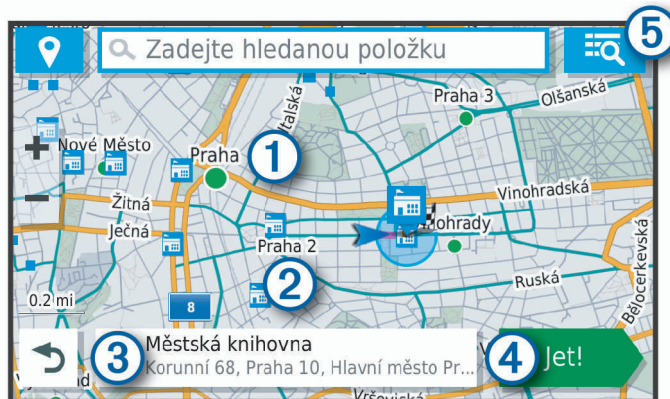 5
Zadejte hledanou položku
Praha 3
Olšanská
Italská
+
Nové Město
Praha
1
Vinohradská
Žitná
Ječná
Praha 2
2
Ruská
Bělocerkevská
0.2 mi
8
3
Městská knihovna
Korunní 68, Praha 10, Hlavní město Pr...
4
Jet!
Vršovická